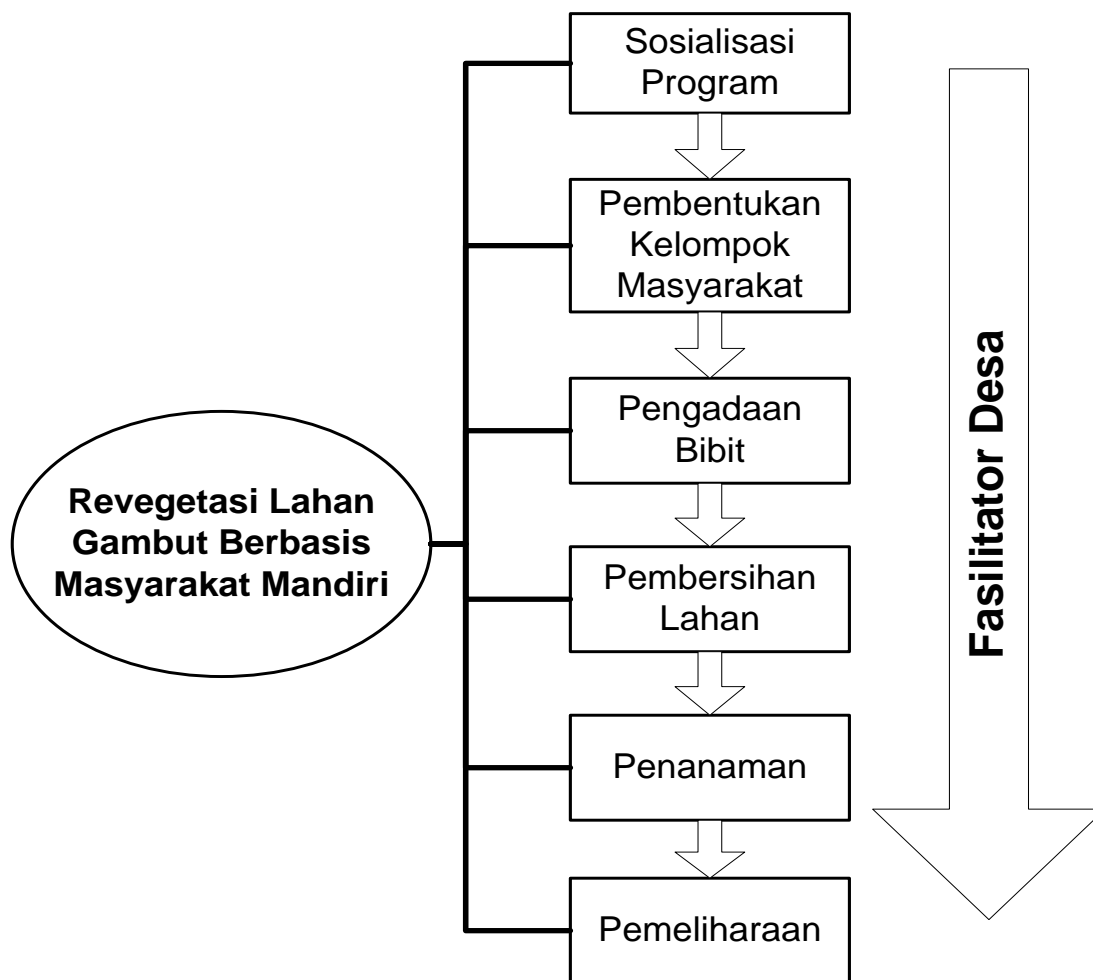 Sosialisasi
Program
Pembentukan
Kelompok
Masyarakat
Pengadaan
Bibit
Revegetasi Lahan
Gambut Berbasis
Masyarakat Mandiri
Pembersihan
Lahan
Penanaman
Pemeliharaan
Fasilitator Desa